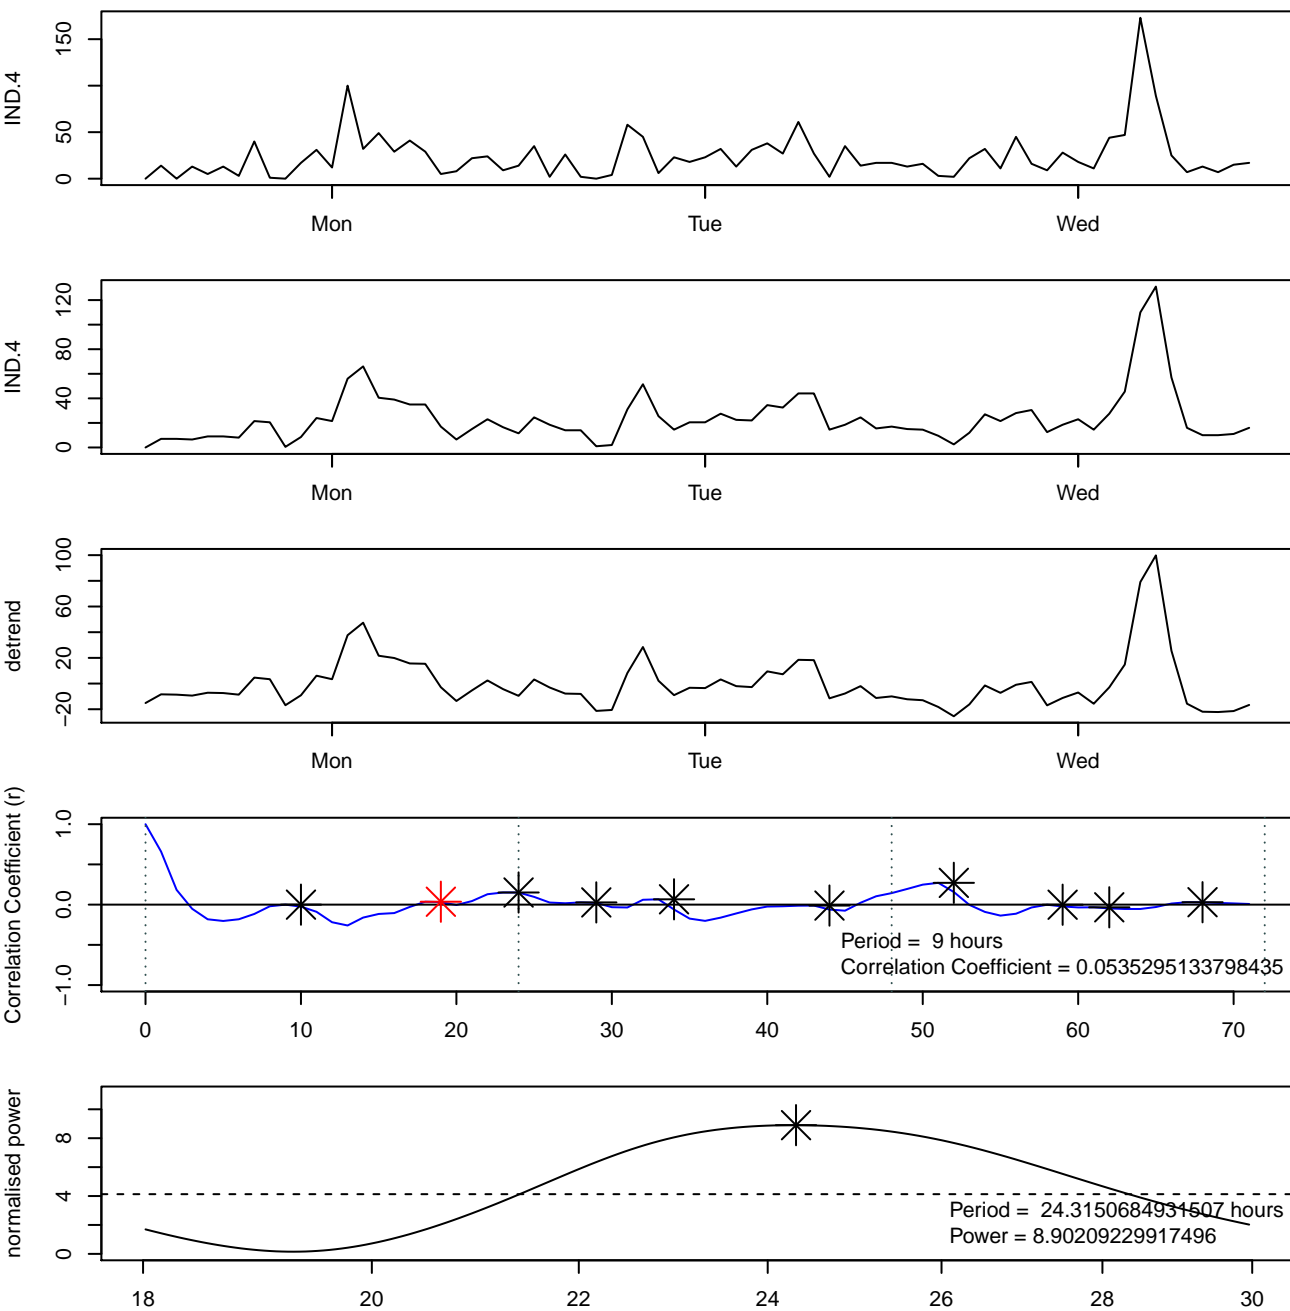 IND.4
0 50 150
Mon Tue Wed
IND.4
0 40 80 120
Mon Tue Wed
detrend
−20 20 60 100
Mon Tue Wed
Correlation Coefficient (r)
−1.0 0.0 1.0
Period =  9 hours
Correlation Coefficient = 0.0535295133798435
0 10 20 30 40 50 60 70
normalised power
0 4 8
Period =  24.3150684931507 hours
Power = 8.90209229917496
18 20 22 24 26 28 30